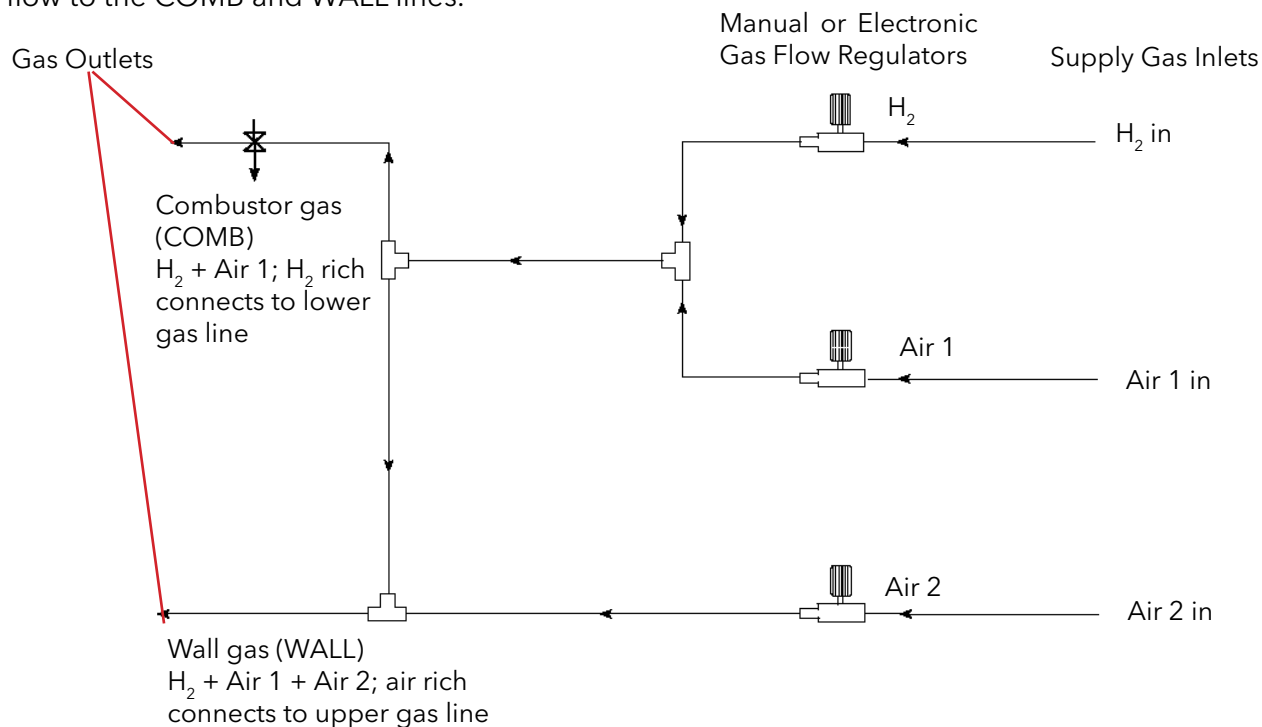 flow to the COMB and WALL lines.
Manual or Electronic
Gas Flow Regulators
Supply Gas Inlets
Gas Outlets
H₂
H₂ in
Combustor gas
(COMB)
H₂ + Air 1; H₂ rich
connects to lower
gas line
Air 1
Air 1 in
Air 2
Air 2 in
Wall gas (WALL)
H₂ + Air 1 + Air 2; air rich
connects to upper gas line